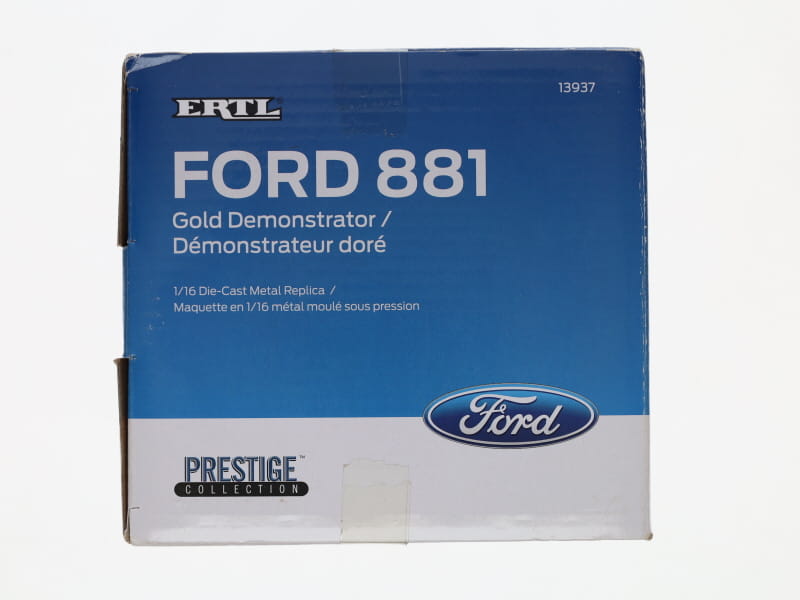 ERTL®
13937
FORD 881
Gold Demonstrator /
Démonstrateur doré
1/16 Die-Cast Metal Replica /
Maquette en 1/16 métal moulé sous pression
Ford
PRESTIGE™
COLLECTION